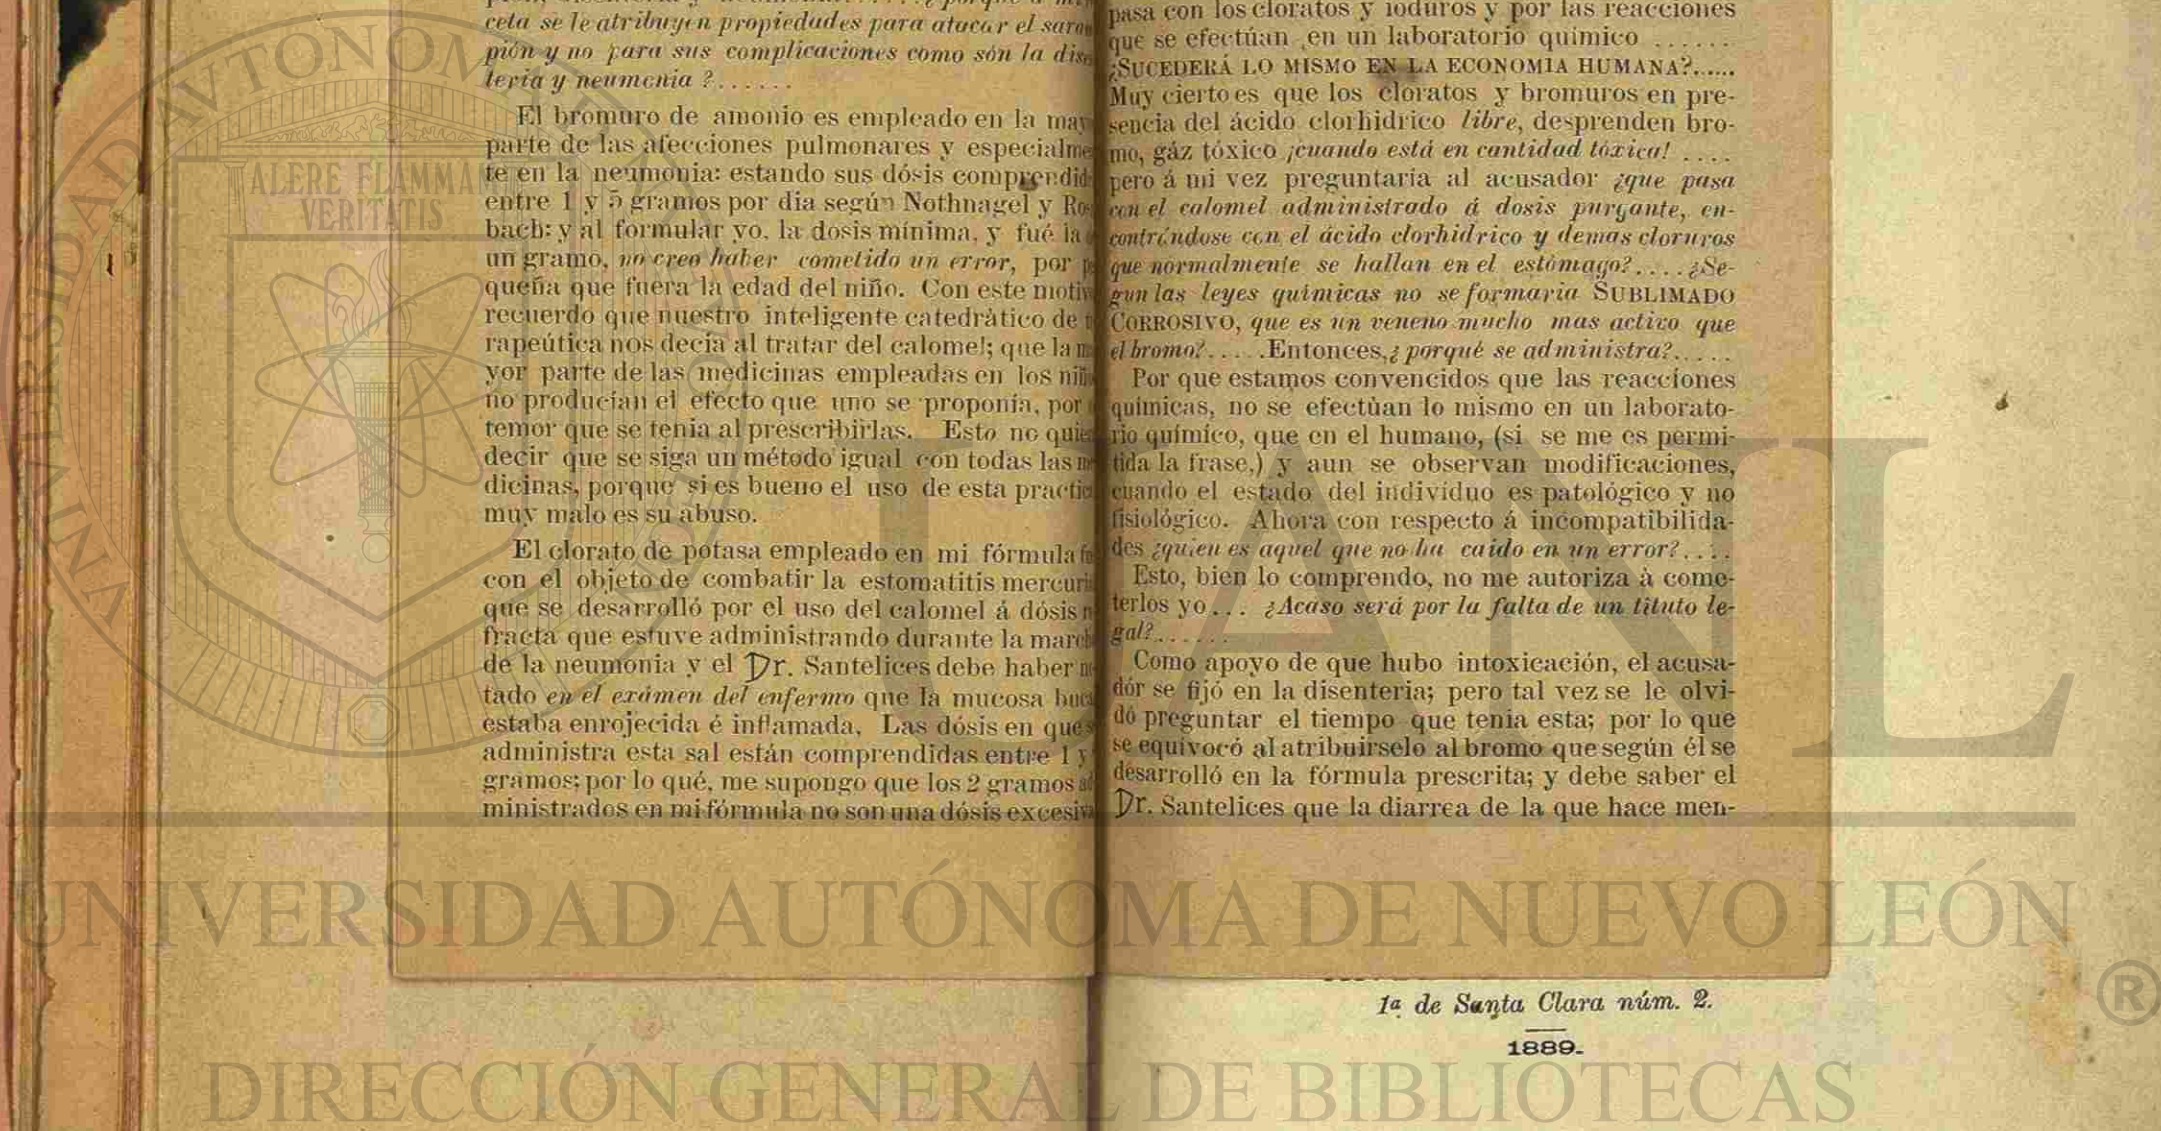 ceta se le atribuyen propiedades para atacar el saram
pión y no para sus complicaciones como són la dise
teria y neumonia ?......
El bromuro de amonio es empleado en la may
parte de las afecciones pulmonares y especialme
te en la neumonia: estando sus dósis comprendid
entre 1 y 5 gramos por dia según Nothnagel y Ros
bach: y al formular yo, la dosis mínima, y fué la
un gramo, no creo haber cometido un error, por p
queña que fuera la edad del niño. Con este motiv
recuerdo que nuestro inteligente catedràtico de
rapeútica nos decía al tratar del calomel; que la m
yor parte de las medicinas empleadas en los niñ
no producían el efecto que uno se proponía, por
temor que se tenia al prescribirlas. Esto no quie
decir que se siga un método igual con todas las m
dicinas, porque si es bueno el uso de esta practic
muy malo es su abuso.
El clorato de potasa empleado en mi fórmula fu
con el objeto de combatir la estomatitis mercuri
que se desarrolló por el uso del calomel á dósis r
fracta que estuve administrando durante la march
de la neumonia y el Dr. Santelices debe haber no
tado en el exámen del enfermo que la mucosa buca
estaba enrojecida é inflamada, Las dósis en que s
administra esta sal están comprendidas entre 1 y
gramos; por lo qué, me supongo que los 2 gramos ad
ministrados en mi fórmula no son una dósis excesiva
pasa con los cloratos y ioduros y por las reacciones
que se efectúan en un laboratorio quimico ......
¿SUCEDERÁ LO MISMO EN LA ECONOMIA HUMANA?......
Muy cierto es que los cloratos y bromuros en pre-
sencia del ácido clorhidrico libre, desprenden bro-
mo, gáz tóxico ¡cuando está en cantidad tóxica! ....
pero á mi vez preguntaria al acusador ¿que pasa
con el calomel administrado á dosis purgante, en-
contrándose con el ácido clorhidrico y demas cloruros
que normalmente se hallan en el estómago?....¿Se-
gun las leyes químicas no se formaria SUBLIMADO
CORROSIVO, que es un veneno mucho mas activo que
el bromo?.....Entonces,¿porqué se administra?.....
Por que estamos convencidos que las reacciones
químicas, no se efectùan lo mismo en un laborato-
rio químico, que en el humano, (si se me es permi-
tida la frase,) y aun se observan modificaciones,
cuando el estado del individuo es patológico y no
fisiológico. Ahora con respecto á incompatibilida-
des ¿quien es aquel que no ha caido en un error?....
Esto, bien lo comprendo, no me autoriza à come-
terlos yo... ¿Acaso será por la falta de un titulo le-
gal?......
Como apoyo de que hubo intoxicación, el acusa-
dór se fijó en la disenteria; pero tal vez se le olvi-
dó preguntar el tiempo que tenia esta; por lo que
se equivocó al atribuirselo al bromo que según él se
desarrolló en la fórmula prescrita; y debe saber el
Dr. Santelices que la diarrea de la que hace men-
1ª de Santa Clara núm. 2.
1889.
UNIVERSIDAD AUTÓNOMA
ALERE FLAMMAM
VERITATIS
UANL
UNIVERSIDAD AUTÓNOMA DE NUEVO LEÓN
®
DIRECCIÓN GENERAL DE BIBLIOTECAS